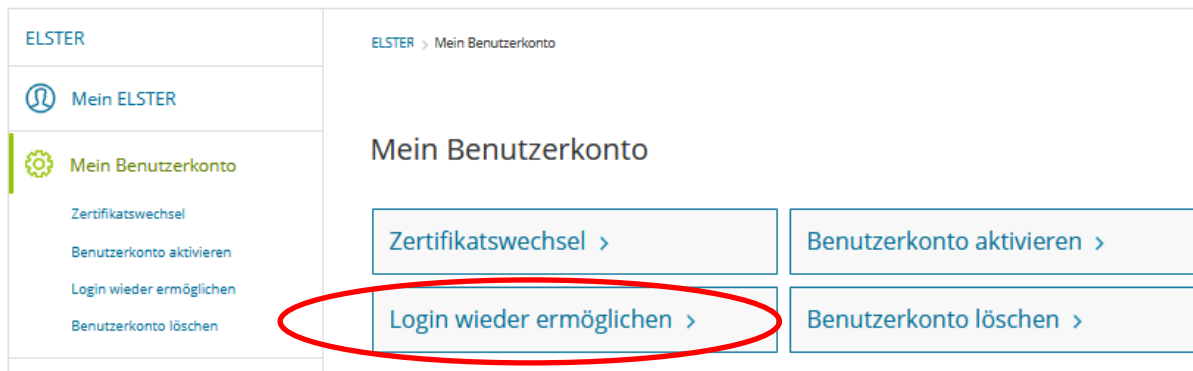 ELSTER
Mein ELSTER
Mein Benutzerkonto
Zertifikatswechsel
Benutzerkonto aktivieren
Login wieder ermöglichen
Benutzerkonto löschen
ELSTER > Mein Benutzerkonto
Mein Benutzerkonto
Zertifikatswechsel >
Benutzerkonto aktivieren >
Login wieder ermöglichen >
Benutzerkonto löschen >